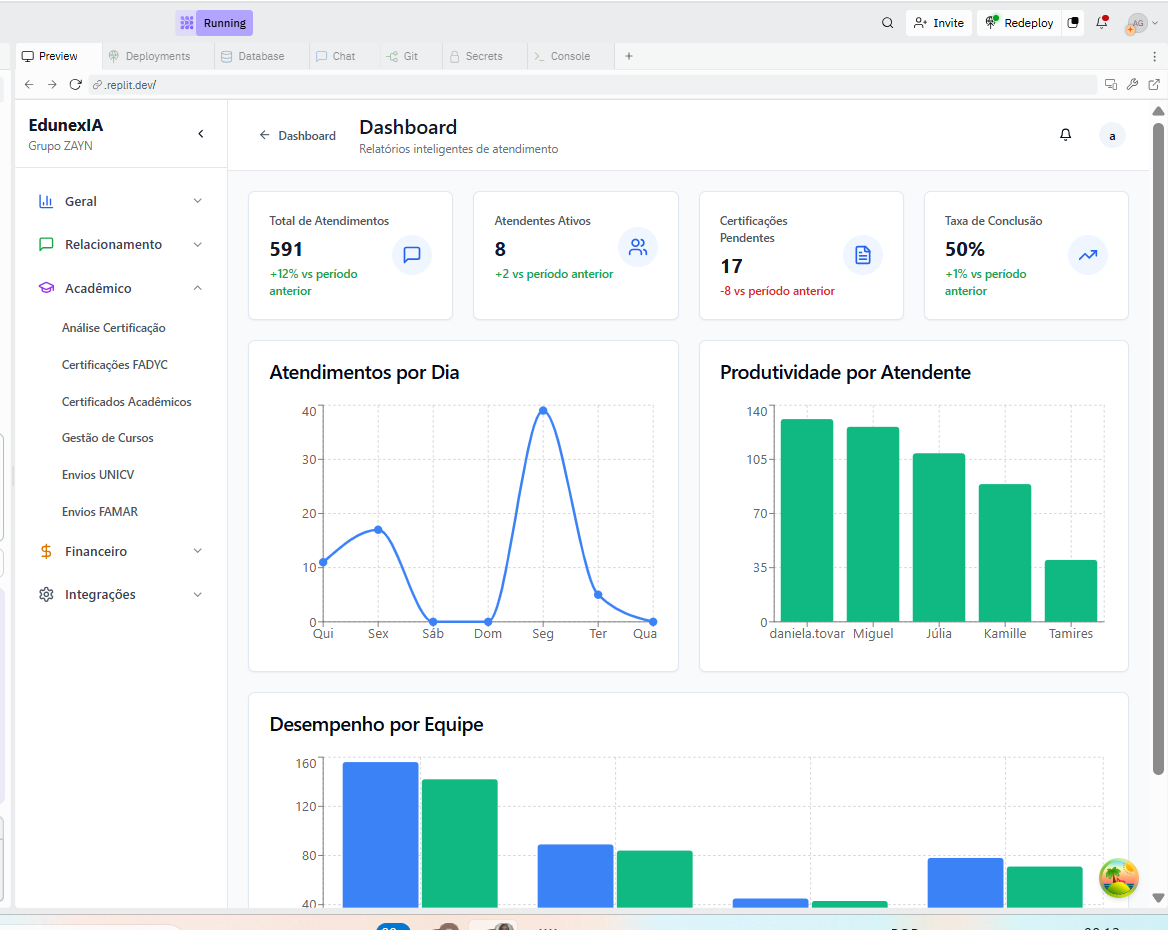 Running
Invite
Redeploy
AG
Preview
Deployments
Database
Chat
Git
Secrets
Console
.replit.dev/
EdunexIA
Grupo ZAYN
Dashboard
Dashboard
Relatórios inteligentes de atendimento
a
Geral
Relacionamento
Acadêmico
Análise Certificação
Certificações FADYC
Certificados Acadêmicos
Gestão de Cursos
Envios UNICV
Envios FAMAR
Financeiro
Integrações
Total de Atendimentos
591
+12% vs período
anterior
Atendentes Ativos
8
+2 vs período anterior
Certificações
Pendentes
17
-8 vs período anterior
Taxa de Conclusão
50%
+1% vs período
anterior
Atendimentos por Dia
40
30
20
10
0
Qui Sex Sáb Dom Seg Ter Qua
Produtividade por Atendente
140
105
70
35
0
daniela.tovar Miguel Júlia Kamille Tamires
Desempenho por Equipe
160
120
80
40